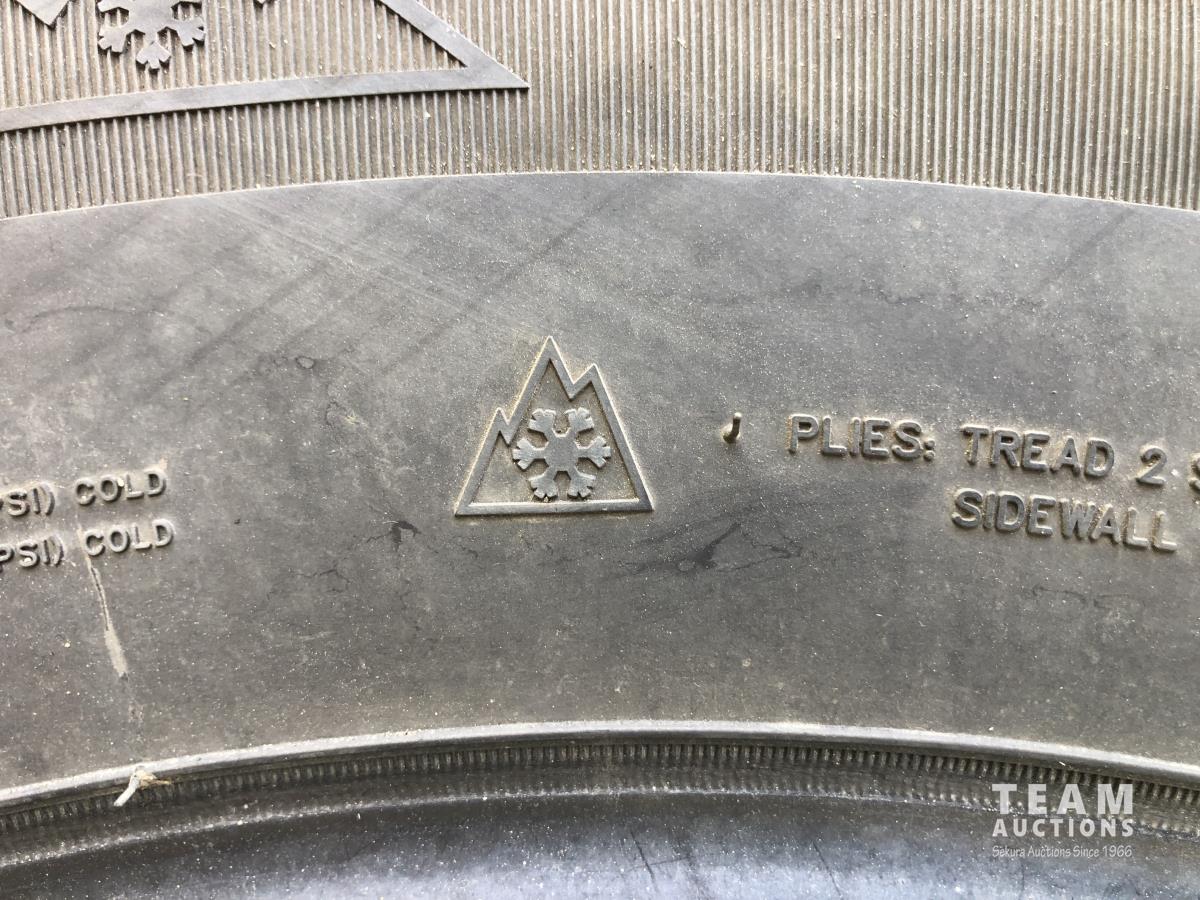 PSI) COLD
PSI) COLD
PLIES: TREAD 2
SIDEWALL
TEAM
AUCTIONS
Sekura Auctions Since 1966